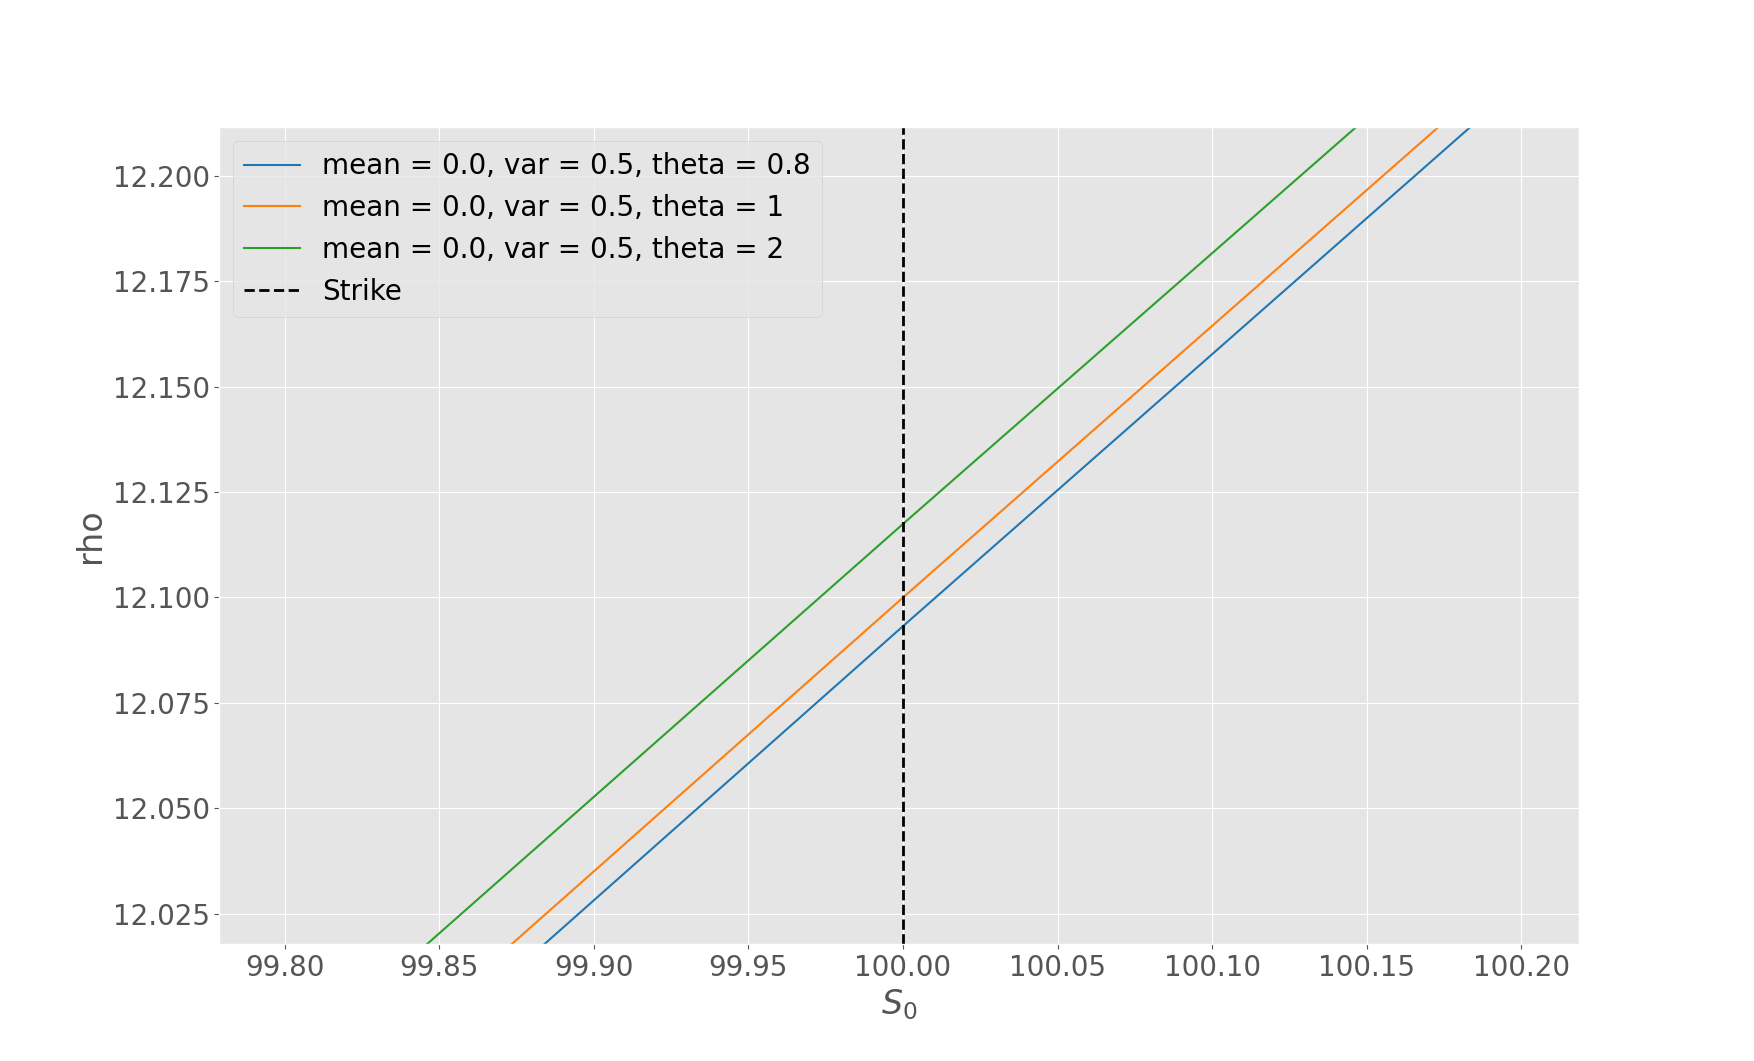 mean = 0.0, var = 0.5, theta = 0.8
mean = 0.0, var = 0.5, theta = 1
mean = 0.0, var = 0.5, theta = 2
Strike
rho
12.200
12.175
12.150
12.125
12.100
12.075
12.050
12.025
99.80 99.85 99.90 99.95 100.00 100.05 100.10 100.15 100.20
S₀